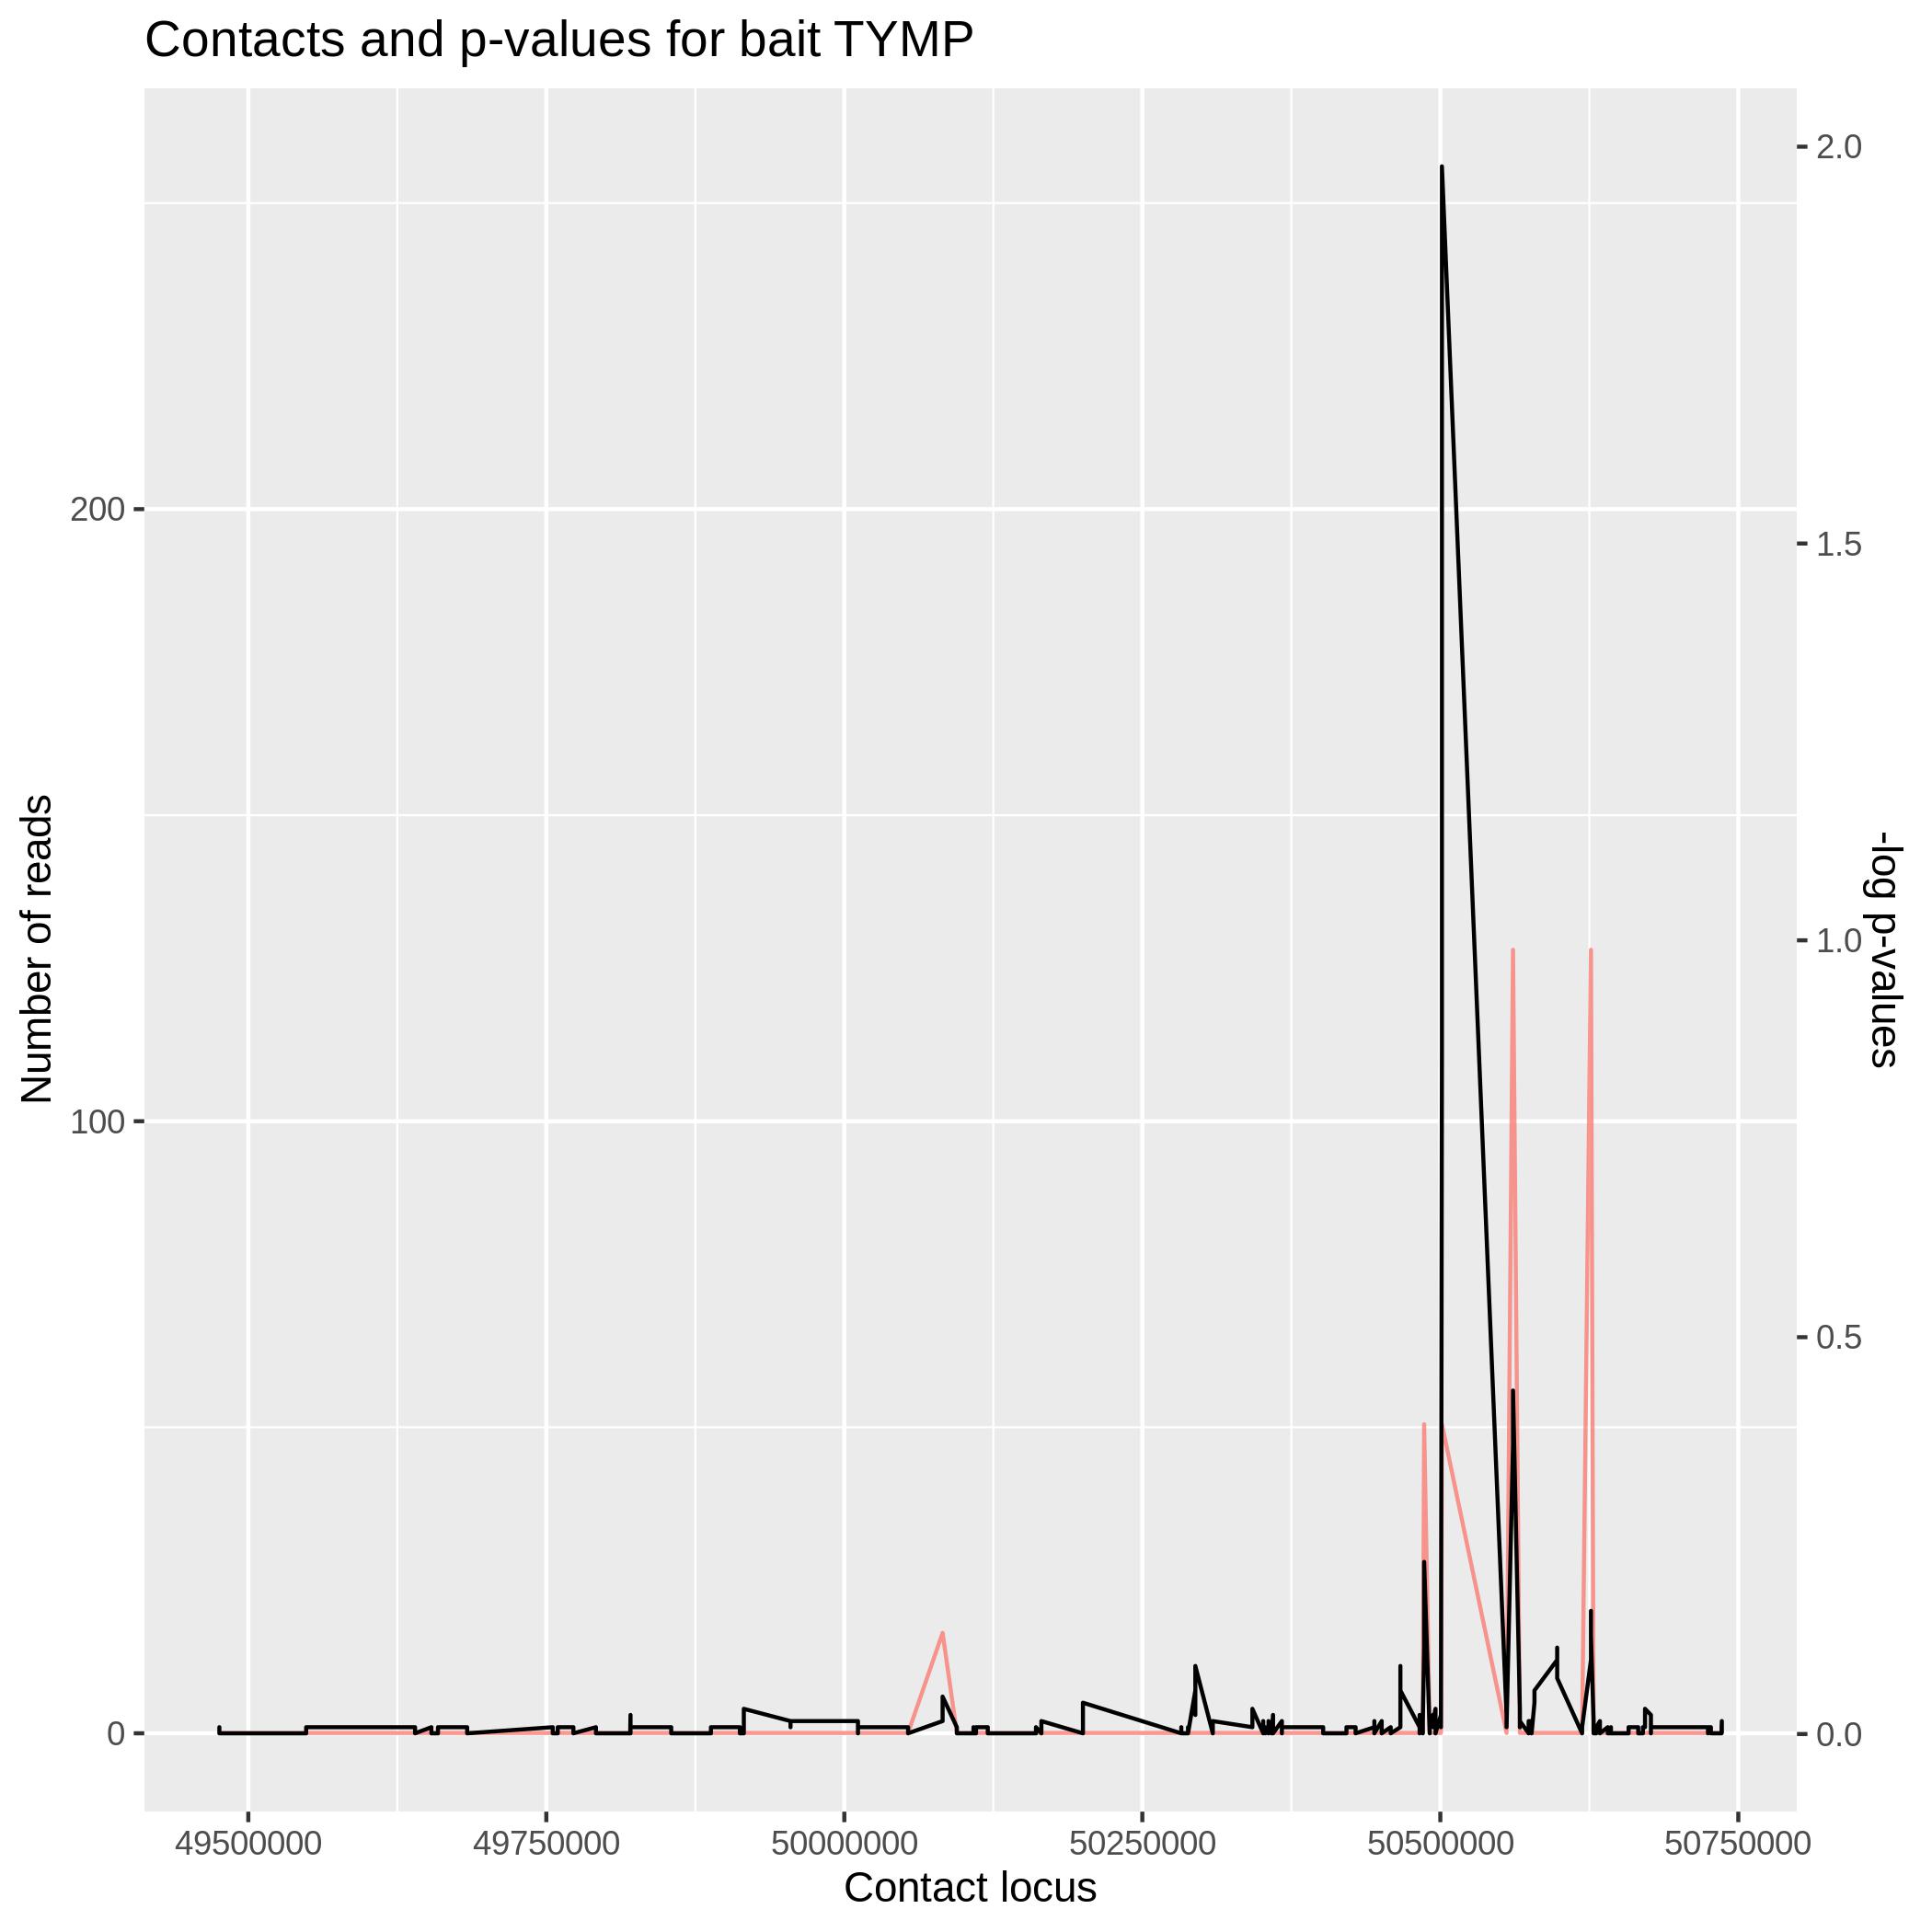 Contacts and p-values for bait TYMP
Number of reads
200
100
0
2.0
1.5
1.0
0.5
0.0
-log p-values
49500000 49750000 50000000 50250000 50500000 50750000
Contact locus